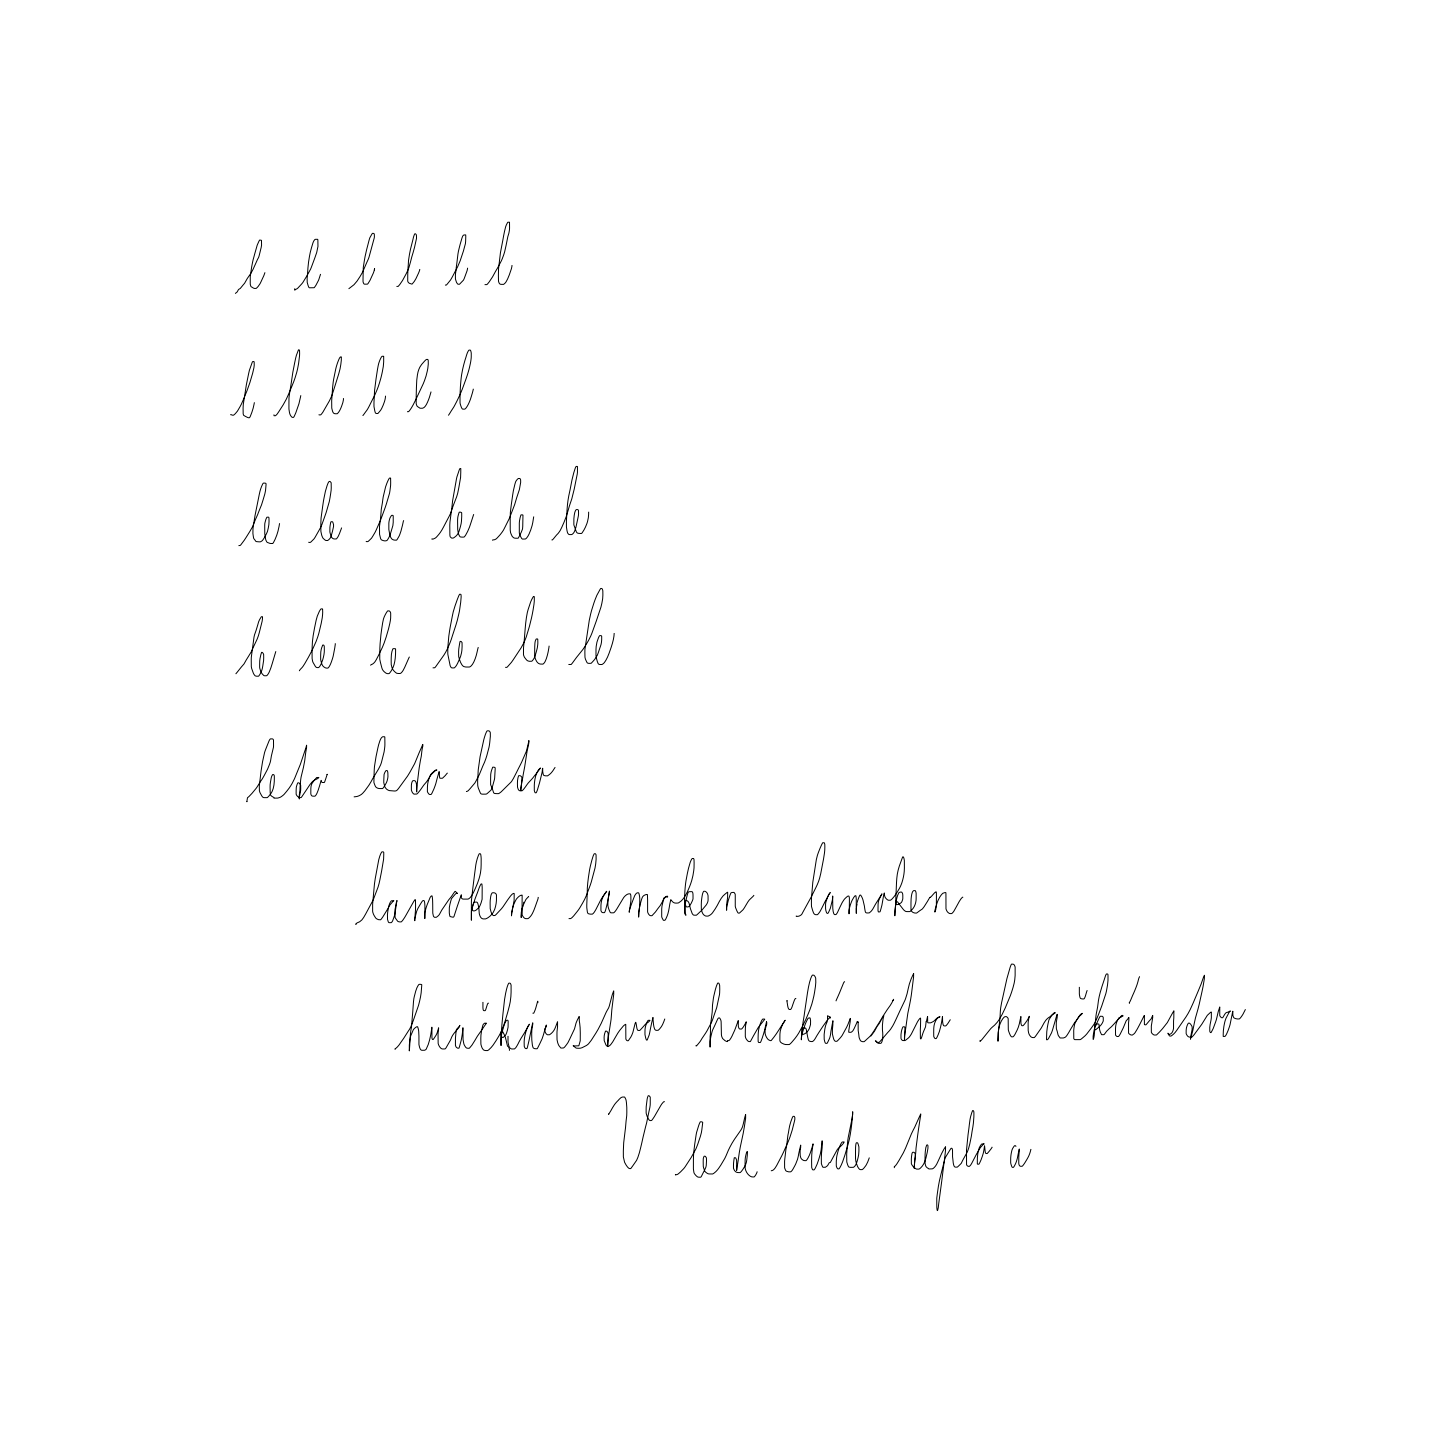 l l l l l l
l l l l l l
le le le le le le
le le le le le le
leto leto leto
lamoken lamoken lamoken
hračkárstvo hračkárstvo hračkárstvo
V lete bude teplo a